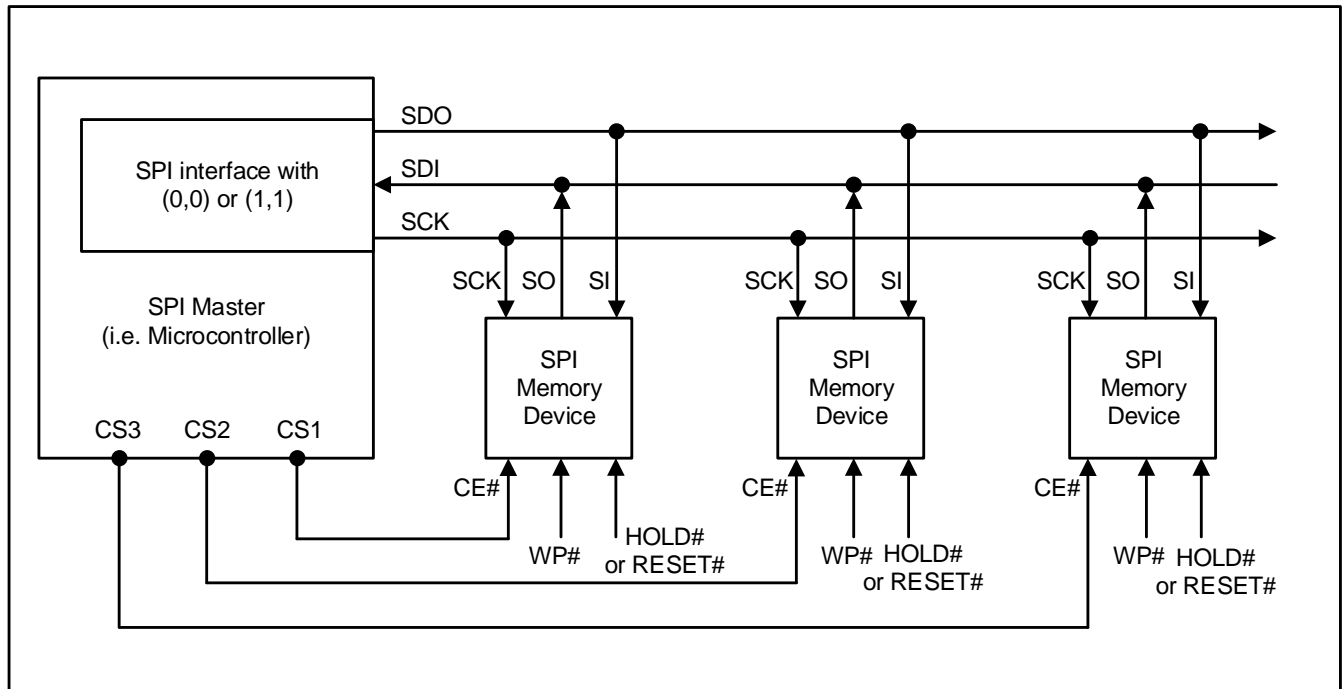 SDO
SPI interface with
(0,0) or (1,1)
SDI
SCK
SPI Master
(i.e. Microcontroller)
SCK SO SI
SCK SO SI
SCK SO SI
SPI
Memory
Device
SPI
Memory
Device
SPI
Memory
Device
CS3 CS2 CS1
CE#
WP#
HOLD#
or RESET#
CE#
WP#
HOLD#
or RESET#
CE#
WP#
HOLD#
or RESET#